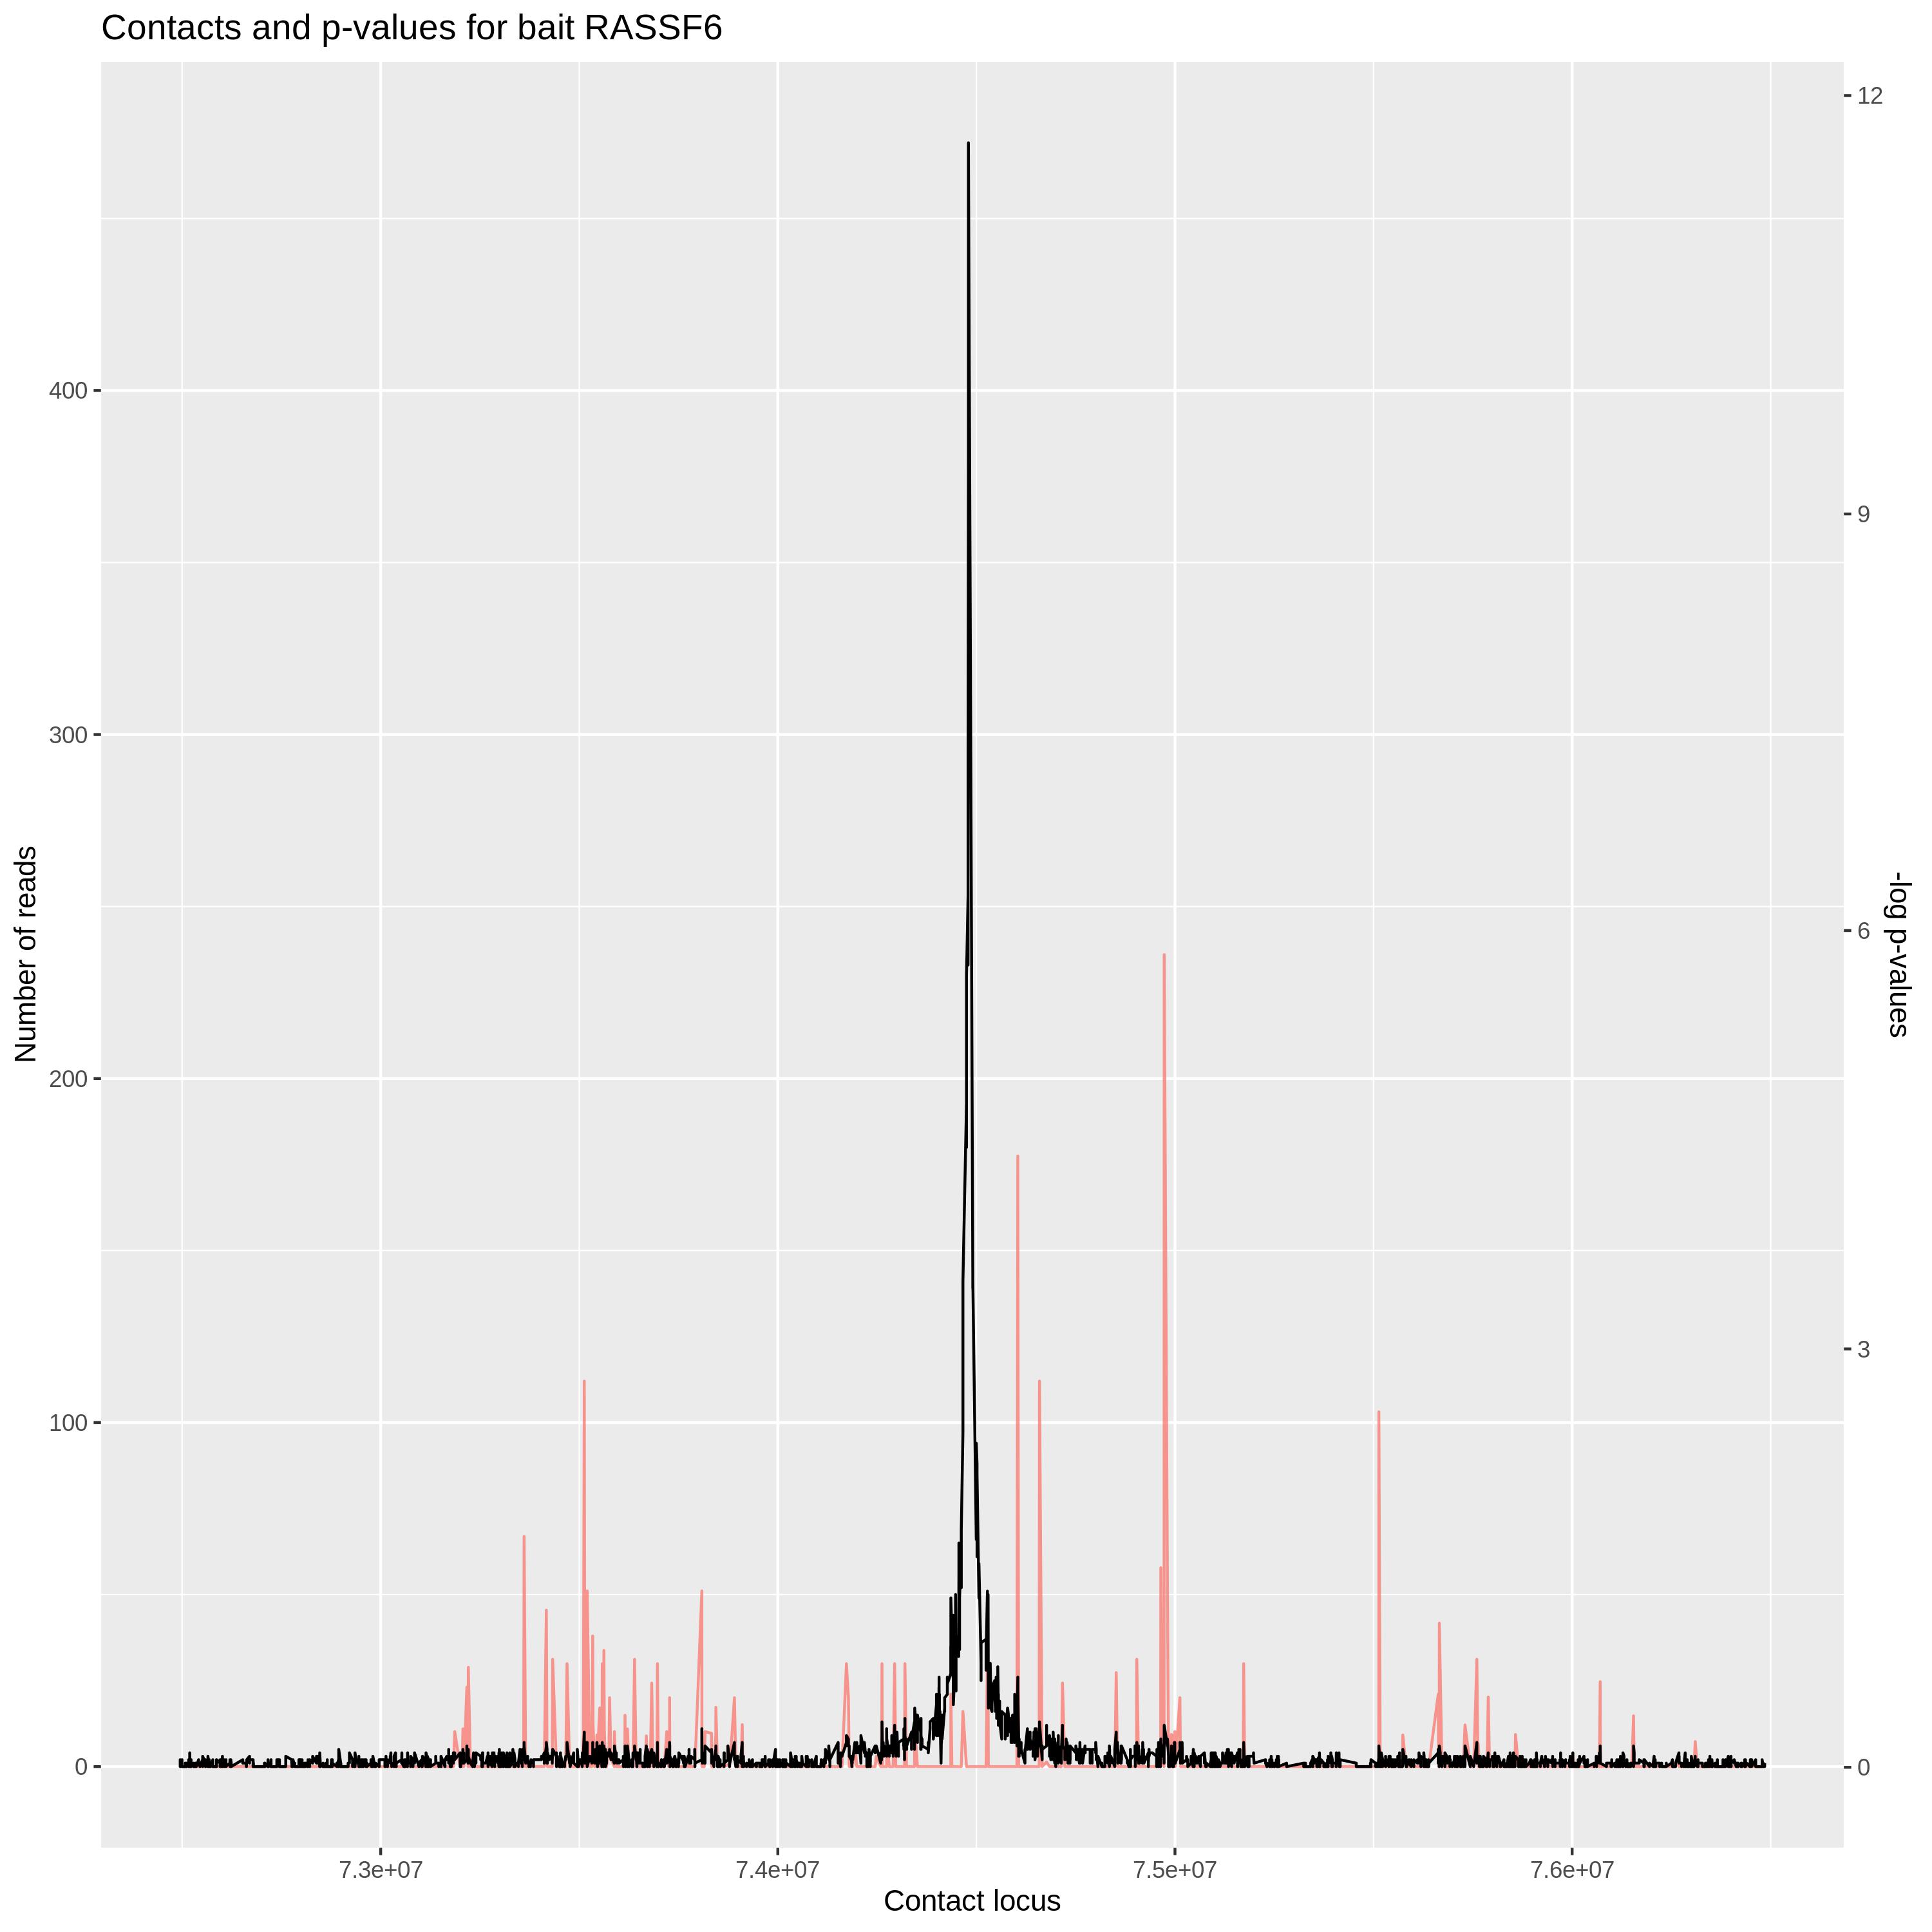 Contacts and p-values for bait RASSF6
12
9
6
3
0
-log p-values
400
300
200
100
0
Number of reads
7.3e+07 7.4e+07 7.5e+07 7.6e+07
Contact locus